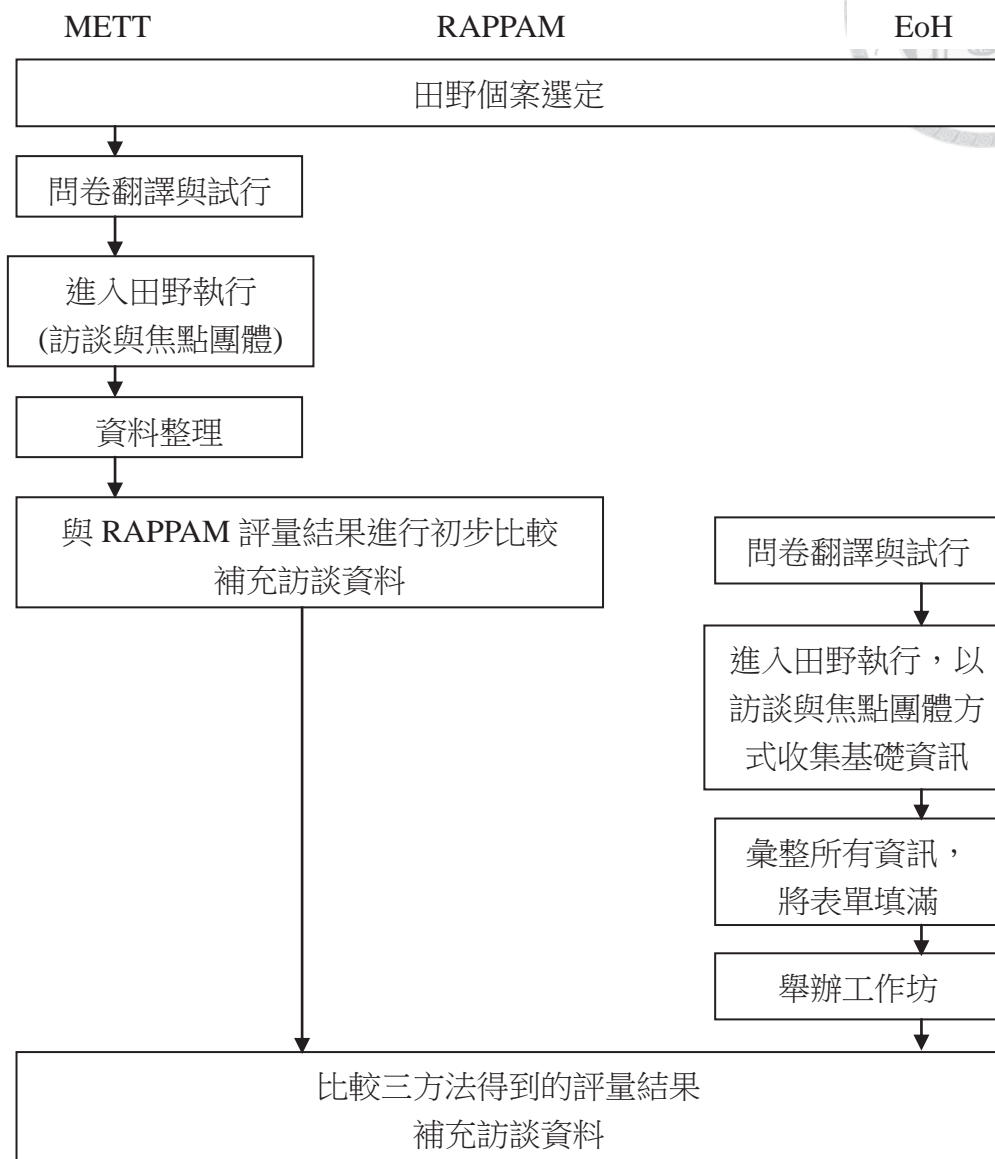 METT RAPPAM EoH
田野個案選定
問卷翻譯與試行
進入田野執行
(訪談與焦點團體)
資料整理
與 RAPPAM 評量結果進行初步比較
補充訪談資料
問卷翻譯與試行
進入田野執行，以
訪談與焦點團體方
式收集基礎資訊
彙整所有資訊，
將表單填滿
舉辦工作坊
比較三方法得到的評量結果
補充訪談資料